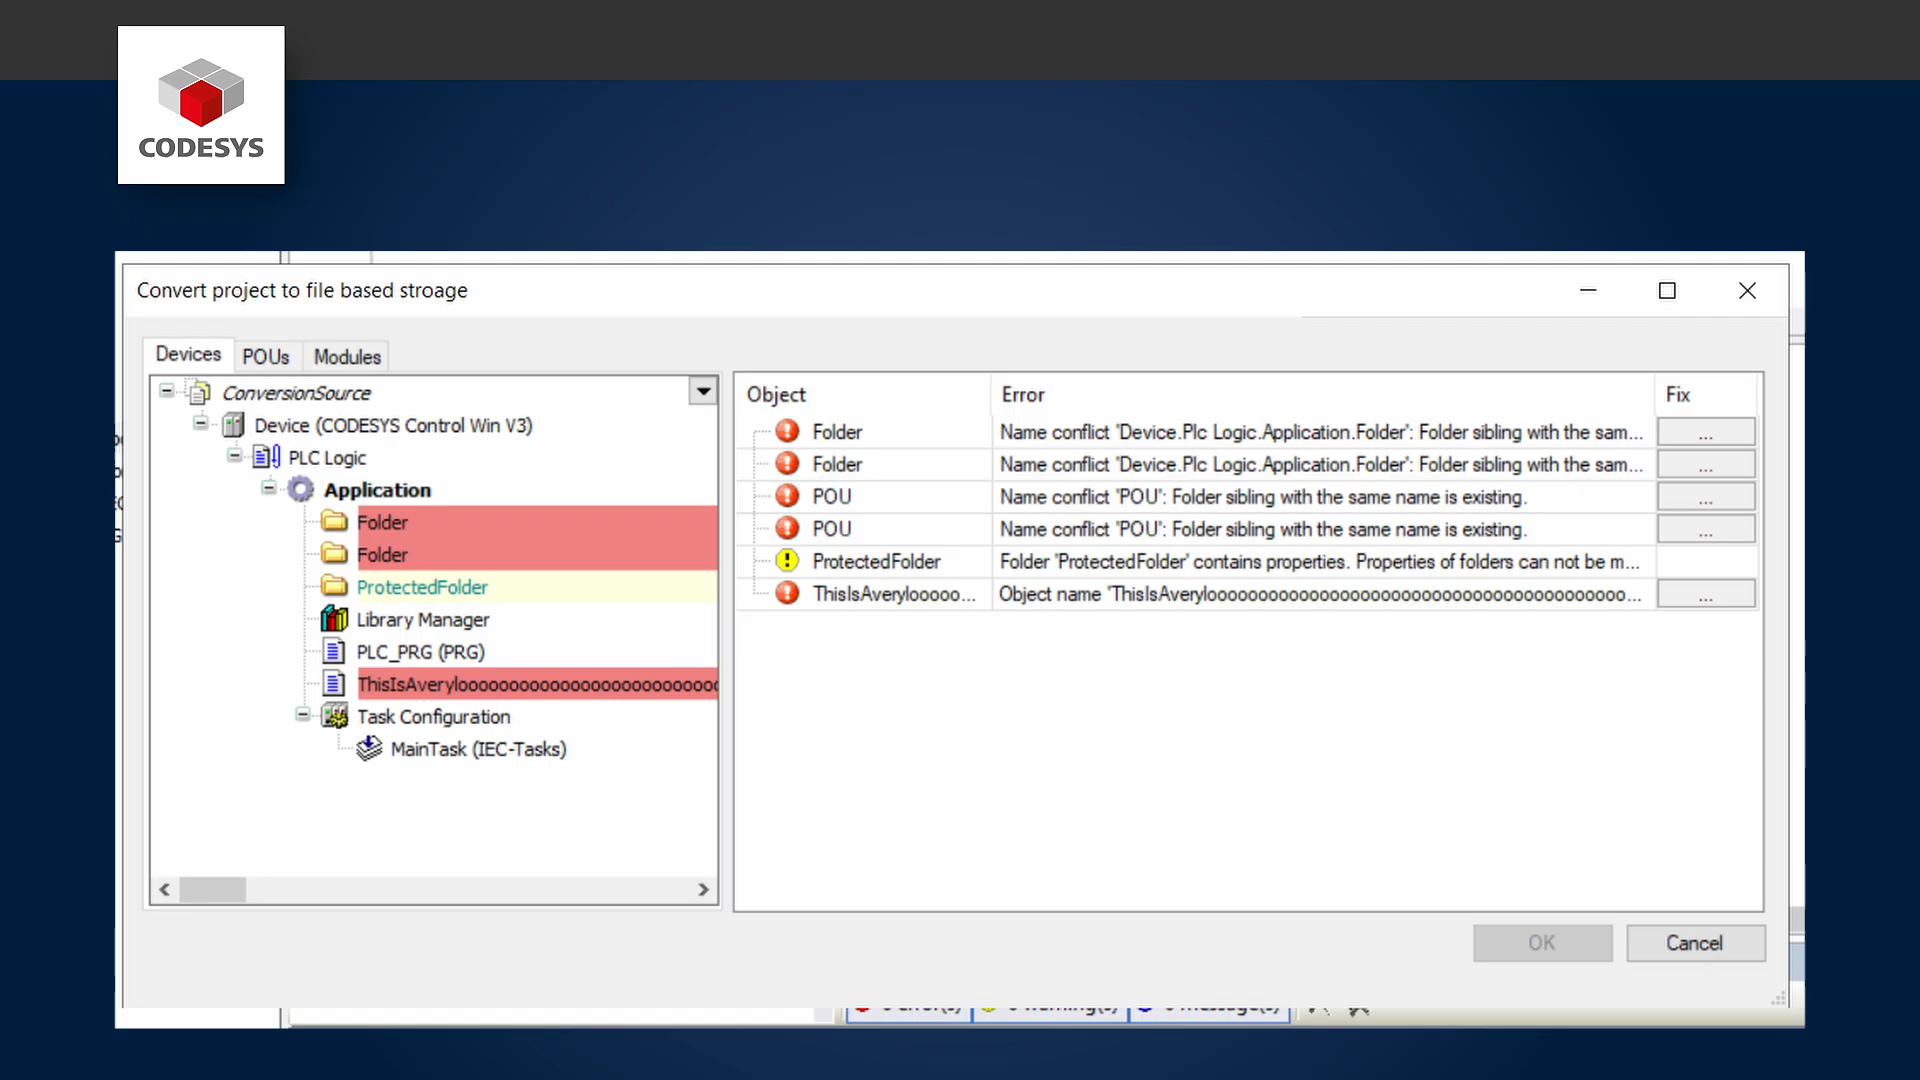 CODESYS
Convert project to file based stroage
Devices POUs Modules
ConversionSource
Device (CODESYS Control Win V3)
PLC Logic
Application
Folder
Folder
ProtectedFolder
Library Manager
PLC_PRG (PRG)
Task Configuration
MainTask (IEC-Tasks)
Object Error Fix
Folder Name conflict 'Device.Plc Logic.Application.Folder': Folder sibling with the sam... ...
Folder Name conflict 'Device.Plc Logic.Application.Folder': Folder sibling with the sam... ...
POU Name conflict 'POU': Folder sibling with the same name is existing. ...
POU Name conflict 'POU': Folder sibling with the same name is existing. ...
ProtectedFolder Folder 'ProtectedFolder' contains properties. Properties of folders can not be m...
ThisIsAverylooooo... Object name ...
OK Cancel